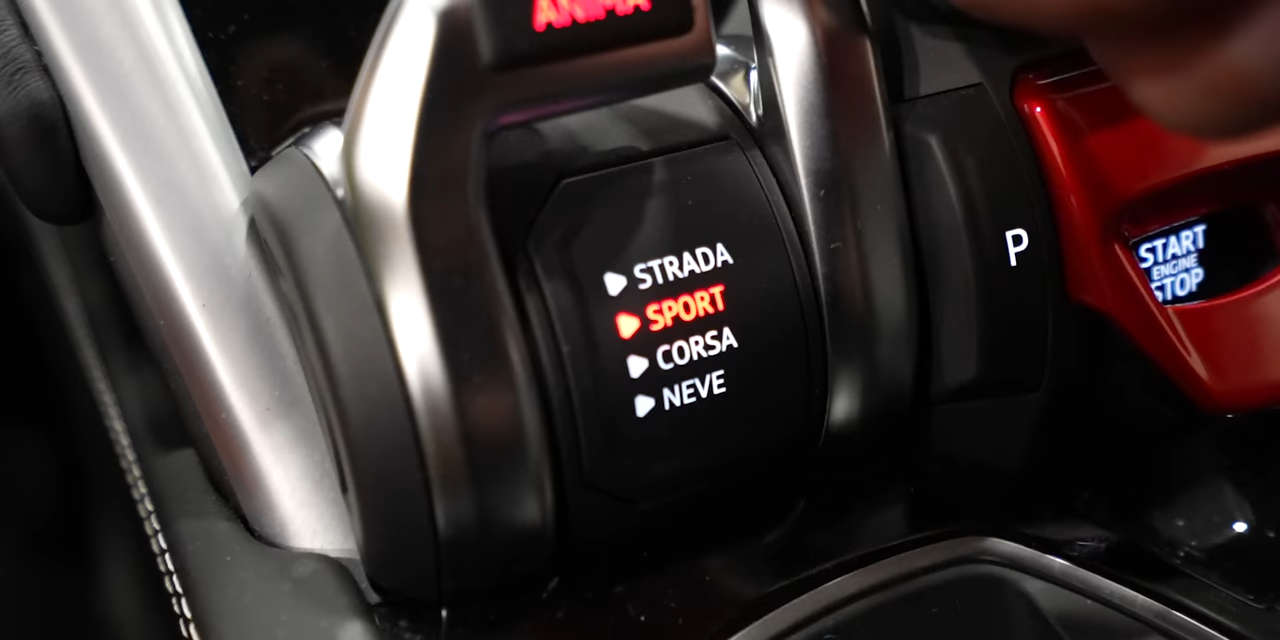 ANIMA
STRADA
SPORT
CORSA
NEVE
P
START
ENGINE
STOP